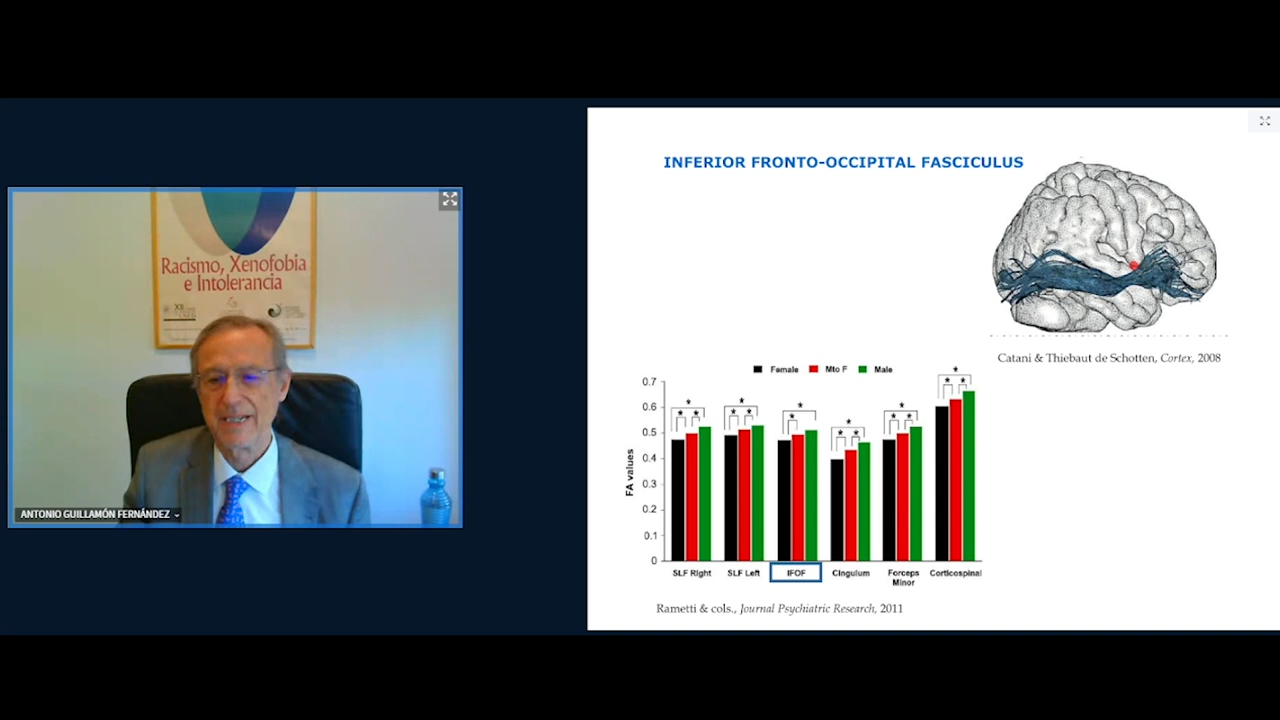 Racismo, Xenofobia
e Intolerancia
XII
ANTONIO GUILLAMÓN FERNÁNDEZ
INFERIOR FRONTO-OCCIPITAL FASCICULUS
Catani & Thiebaut de Schotten, Cortex, 2008
Female Mto F Male
FA values
0.7
0.6
0.5
0.4
0.3
0.2
0.1
0
* * *
* * *
* *
* * *
* * *
* * *
SLF Right SLF Left IFOF Cingulum Forceps Minor Corticospinal
Rametti & cols., Journal Psychiatric Research, 2011